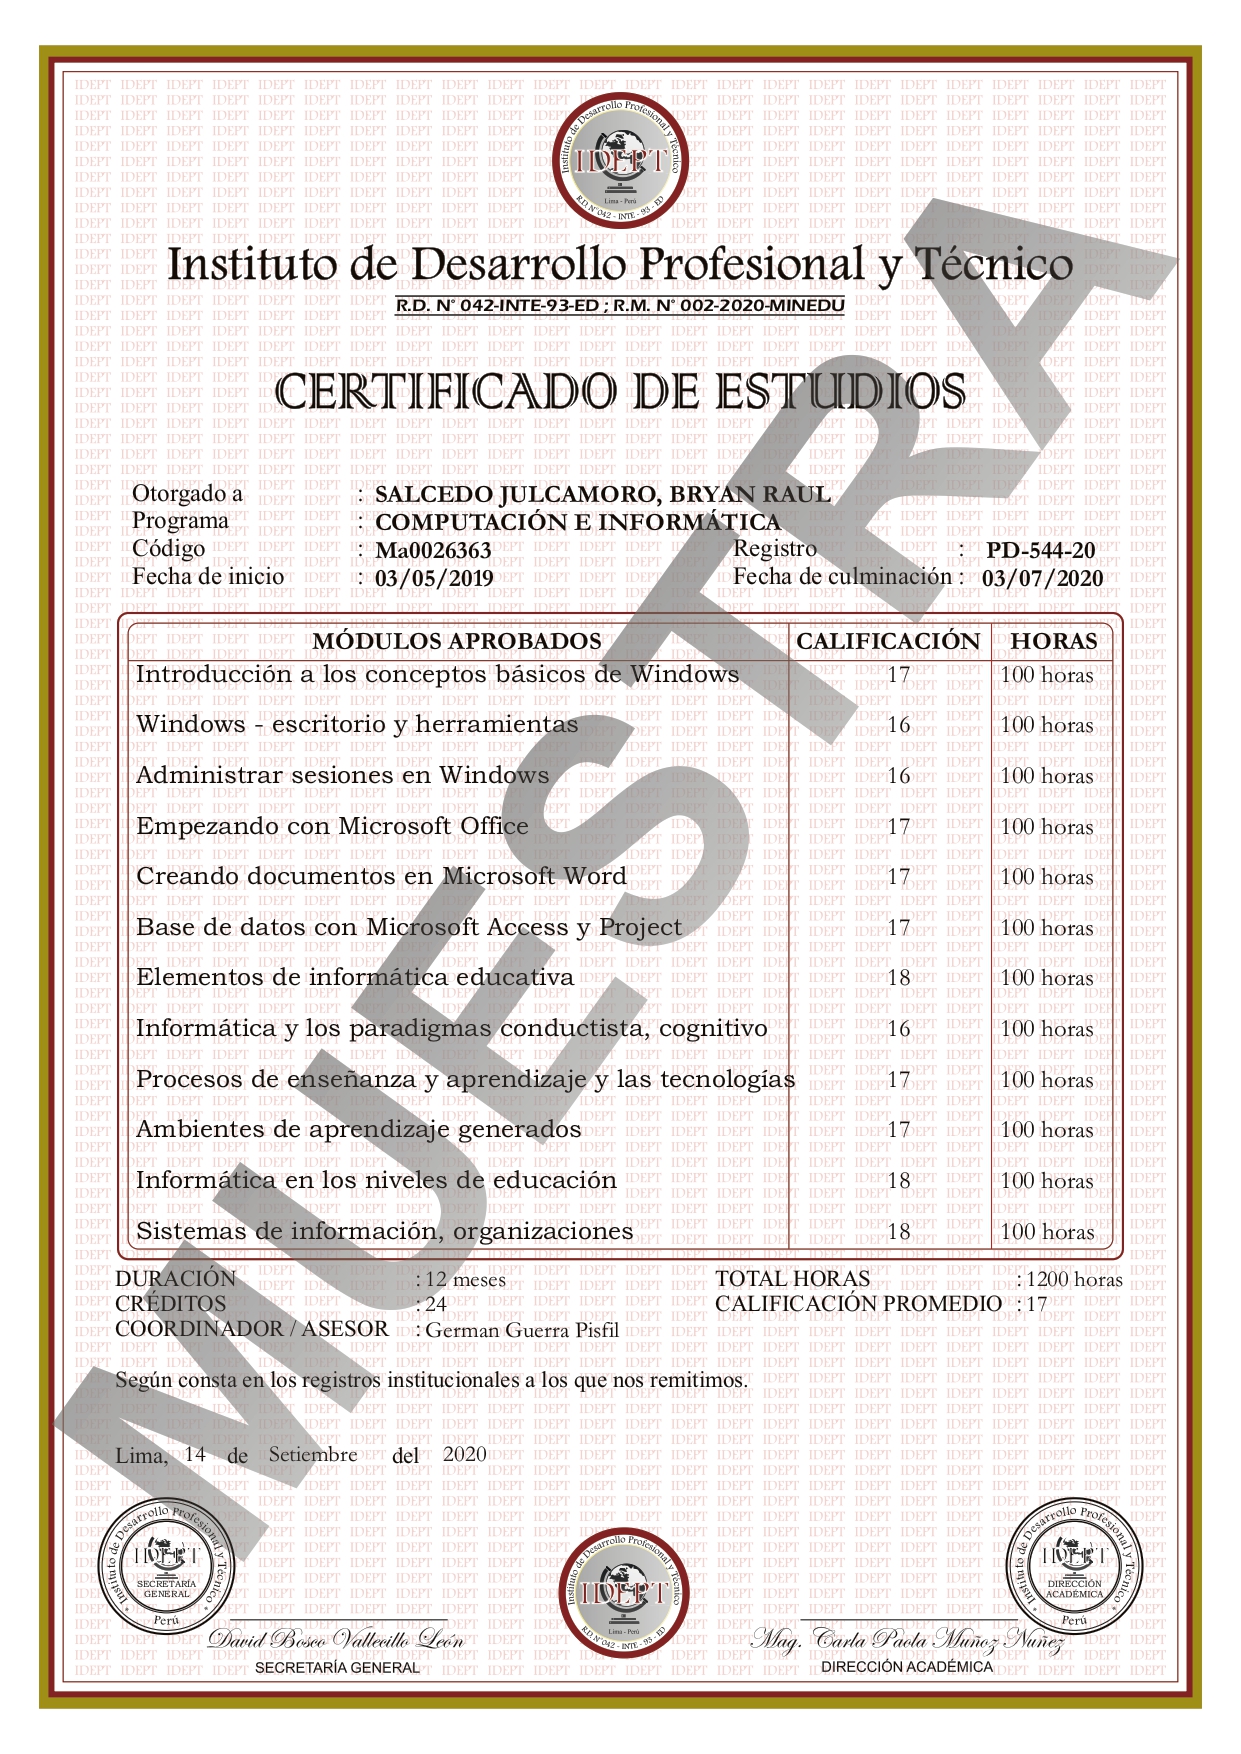 Instituto de Desarrollo Profesional y Técnico
IDEPT
Lima - Perú
R.D. N° 042 - INTE - 93 - ED
Instituto de Desarrollo Profesional y Técnico
R.D. N° 042-INTE-93-ED ; R.M. N° 002-2020-MINEDU
CERTIFICADO DE ESTUDIOS
Otorgado a : SALCEDO JULCAMORO, BRYAN RAUL
Programa : COMPUTACIÓN E INFORMÁTICA
Código : Ma0026363 Registro : PD-544-20
Fecha de inicio : 03/05/2019 Fecha de culminación : 03/07/2020
MÓDULOS APROBADOS CALIFICACIÓN HORAS
Introducción a los conceptos básicos de Windows 17 100 horas
Windows - escritorio y herramientas 16 100 horas
Administrar sesiones en Windows 16 100 horas
Empezando con Microsoft Office 17 100 horas
Creando documentos en Microsoft Word 17 100 horas
Base de datos con Microsoft Access y Project 17 100 horas
Elementos de informática educativa 18 100 horas
Informática y los paradigmas conductista, cognitivo 16 100 horas
Procesos de enseñanza y aprendizaje y las tecnologías 17 100 horas
Ambientes de aprendizaje generados 17 100 horas
Informática en los niveles de educación 18 100 horas
Sistemas de información, organizaciones 18 100 horas
DURACIÓN : 12 meses TOTAL HORAS : 1200 horas
CRÉDITOS : 24 CALIFICACIÓN PROMEDIO : 17
COORDINADOR / ASESOR : German Guerra Pisfil
Según consta en los registros institucionales a los que nos remitimos.
Lima, 14 de Setiembre del 2020
MUESTRA
Instituto de Desarrollo Profesional y Técnico
IDEPT
SECRETARÍA
GENERAL
Perú
David Bosco Vallecillo León
SECRETARÍA GENERAL
Instituto de Desarrollo Profesional y Técnico
IDEPT
Lima - Perú
R.D. N° 042 - INTE - 93 - ED
Instituto de Desarrollo Profesional y Técnico
IDEPT
DIRECCIÓN
ACADÉMICA
Perú
Mag. Carla Paola Muñoz Nuñez
DIRECCIÓN ACADÉMICA